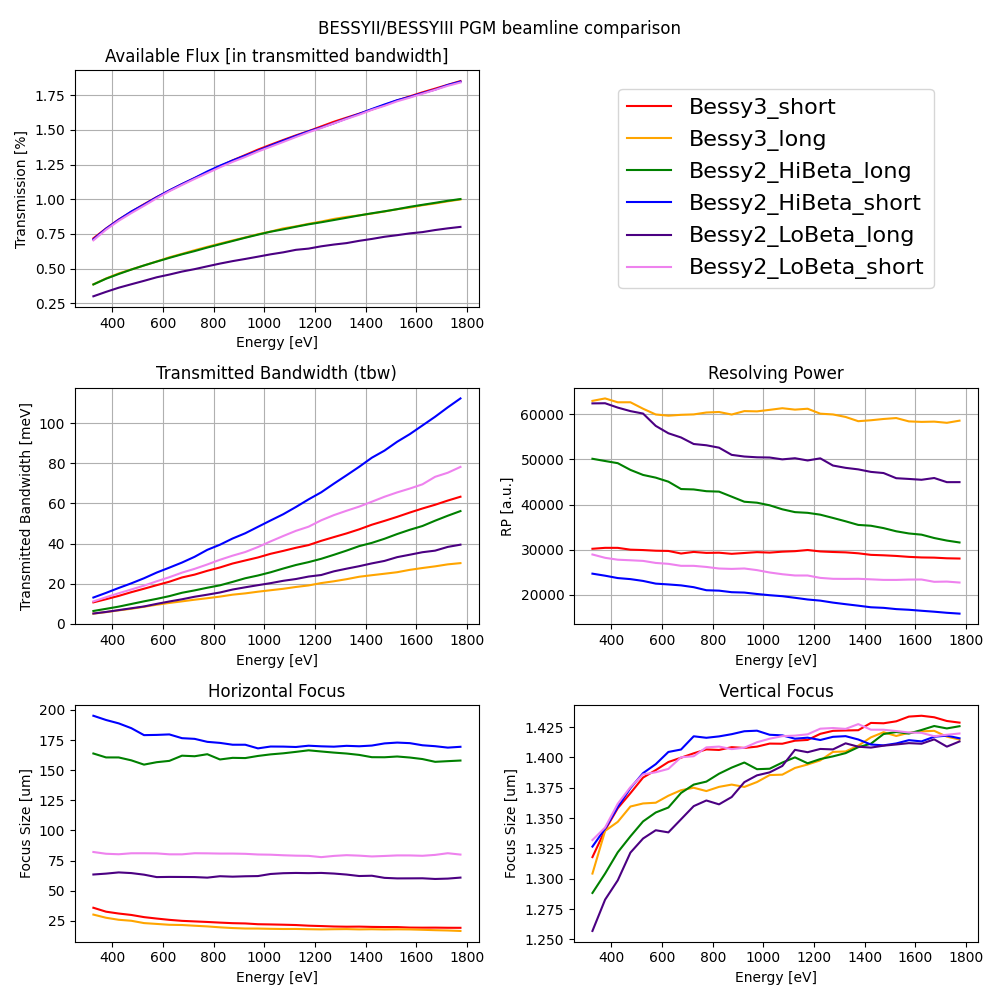 BESSYII/BESSYIII PGM beamline comparison
Available Flux [in transmitted bandwidth]
Transmission [%]
1.75
1.50
1.25
1.00
0.75
0.50
0.25
400 600 800 1000 1200 1400 1600 1800
Energy [eV]
Bessy3_short
Bessy3_long
Bessy2_HiBeta_long
Bessy2_HiBeta_short
Bessy2_LoBeta_long
Bessy2_LoBeta_short
Transmitted Bandwidth (tbw)
Transmitted Bandwidth [meV]
100
80
60
40
20
0
400 600 800 1000 1200 1400 1600 1800
Energy [eV]
Resolving Power
RP [a.u.]
60000
50000
40000
30000
20000
400 600 800 1000 1200 1400 1600 1800
Energy [eV]
Horizontal Focus
Focus Size [um]
200
175
150
125
100
75
50
25
400 600 800 1000 1200 1400 1600 1800
Energy [eV]
Vertical Focus
Focus Size [um]
1.425
1.400
1.375
1.350
1.325
1.300
1.275
1.250
400 600 800 1000 1200 1400 1600 1800
Energy [eV]